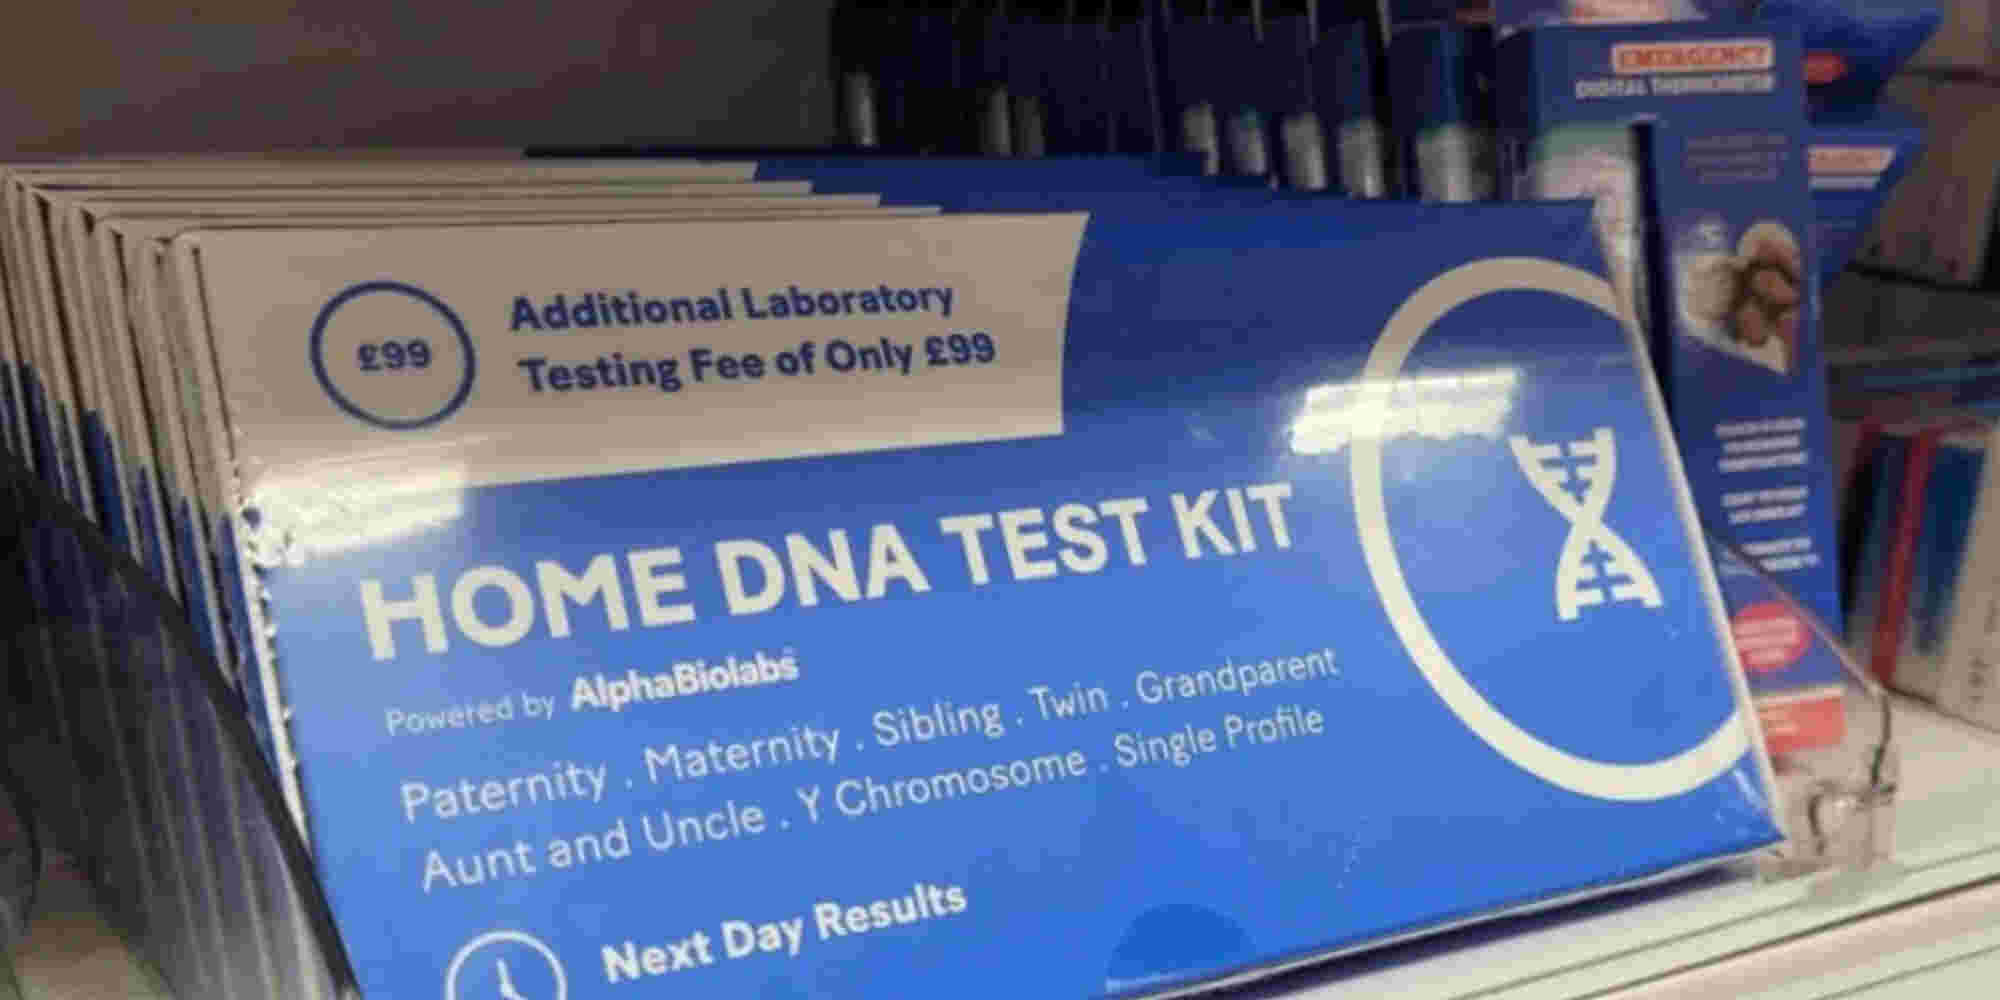 EMERGENCY
DIGITAL THERMOMETER
£99
Additional Laboratory
Testing Fee of Only £99
HOME DNA TEST KIT
Powered by AlphaBiolabs
Paternity . Maternity . Sibling . Twin . Grandparent
Aunt and Uncle . Y Chromosome . Single Profile
Next Day Results